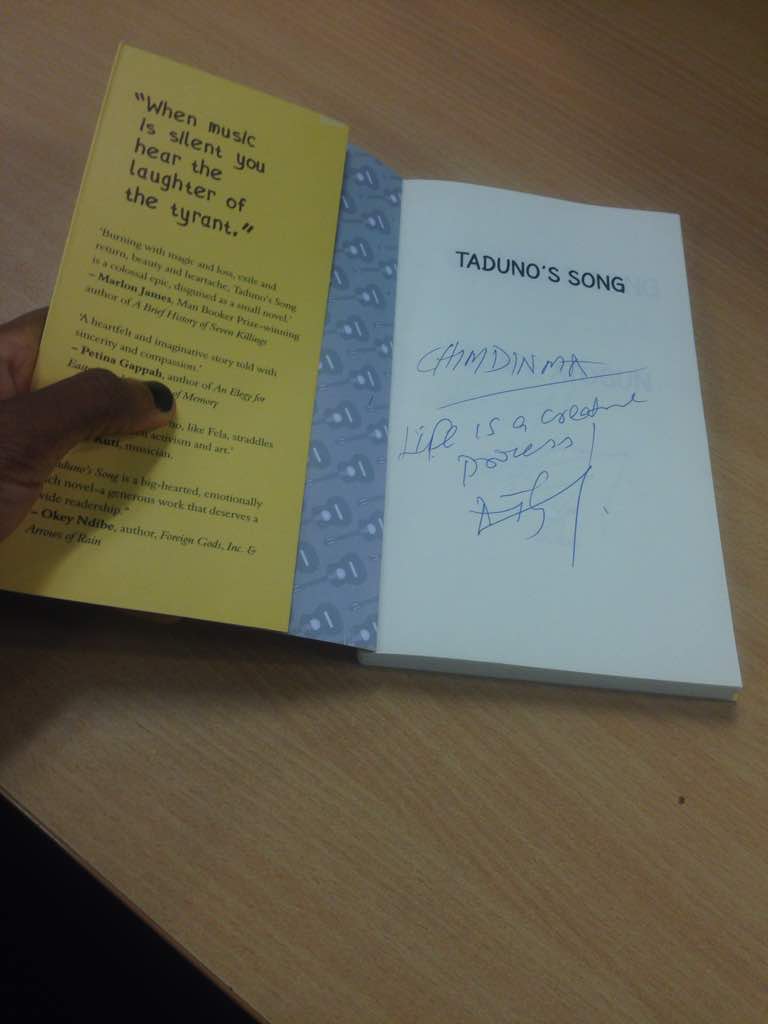 “When music
is silent you
hear the
laughter of
the tyrant.”
‘Burning with magic and loss, exile and
return, beauty and heartache, Taduno’s Song
is a colossal epic, disguised as a small novel.’
– Marlon James, Man Booker Prize–winning
author of A Brief History of Seven Killings
‘A heartfelt and imaginative story told with
sincerity and compassion.’
– Petina Gappah, author of An Elegy for
of Memory
like Fela, straddles
activism and art.’
Kuti, musician.
Song is a big-hearted, emotionally
novel–a generous work that deserves a
readership."
– Okey Ndibe, author, Foreign Gods, Inc. &
Arrows of Rain
TADUNO’S SONG
CHIMDINMA
Life is a creative
process